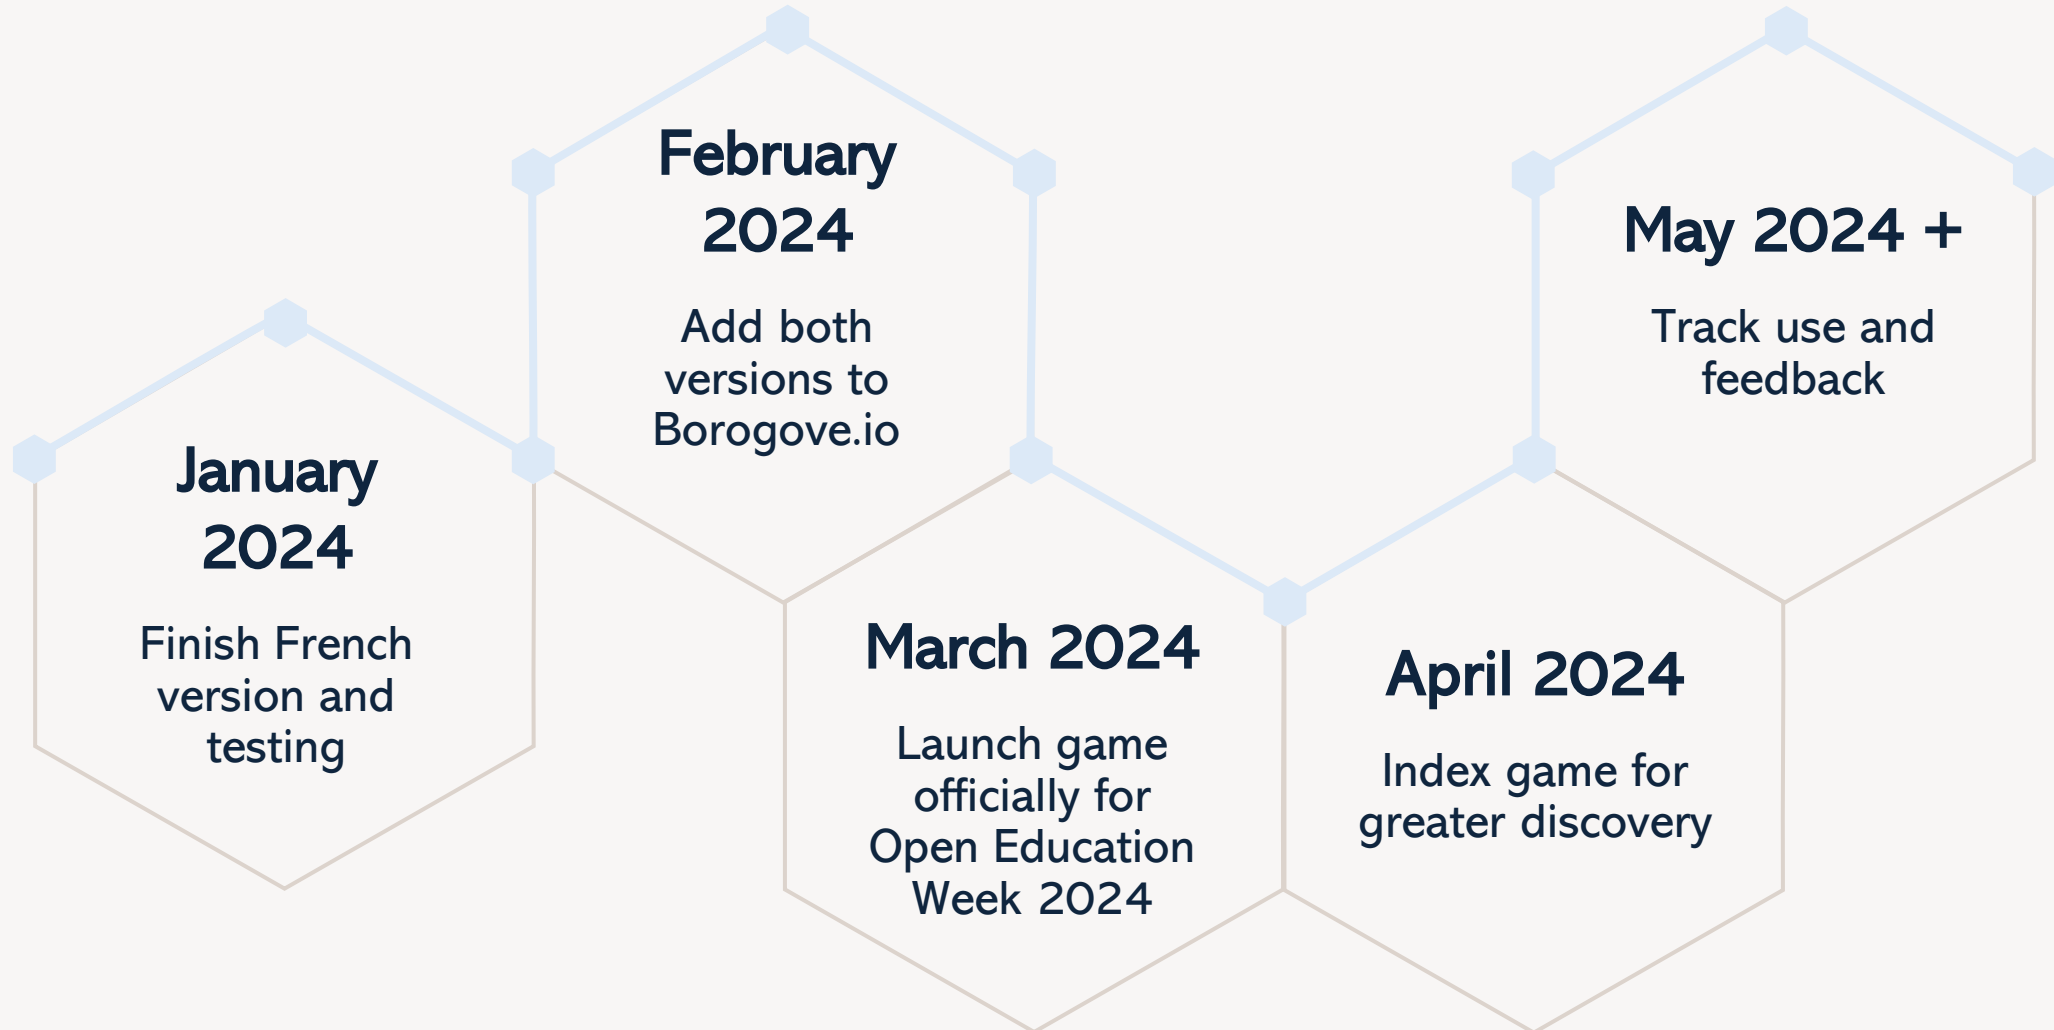 January
2024
Finish French
version and
testing
February
2024
Add both
versions to
Borogove.io
March 2024
Launch game
officially for
Open Education
Week 2024
April 2024
Index game for
greater discovery
May 2024 +
Track use and
feedback